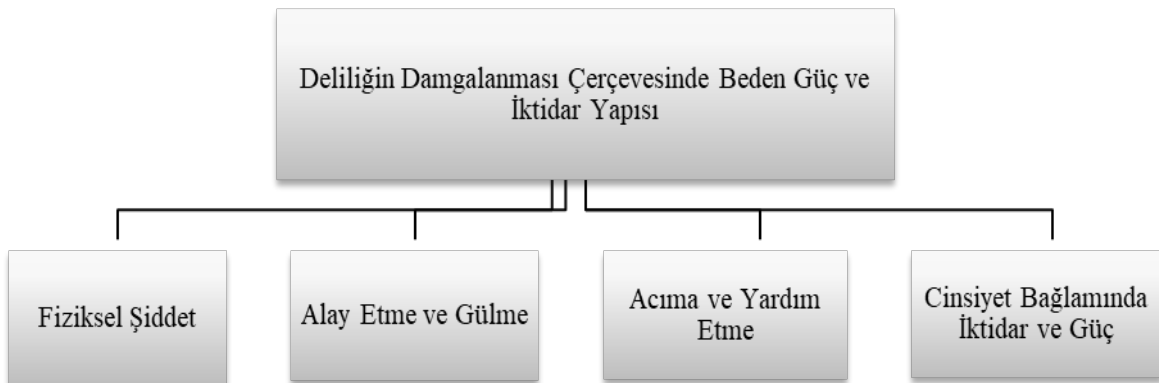 Deliliğin Damgalanması Çerçevesinde Beden Güç ve
İktidar Yapısı
Fiziksel Şiddet
Alay Etme ve Gülme
Acıma ve Yardım
Etme
Cinsiyet Bağlamında
İktidar ve Güç